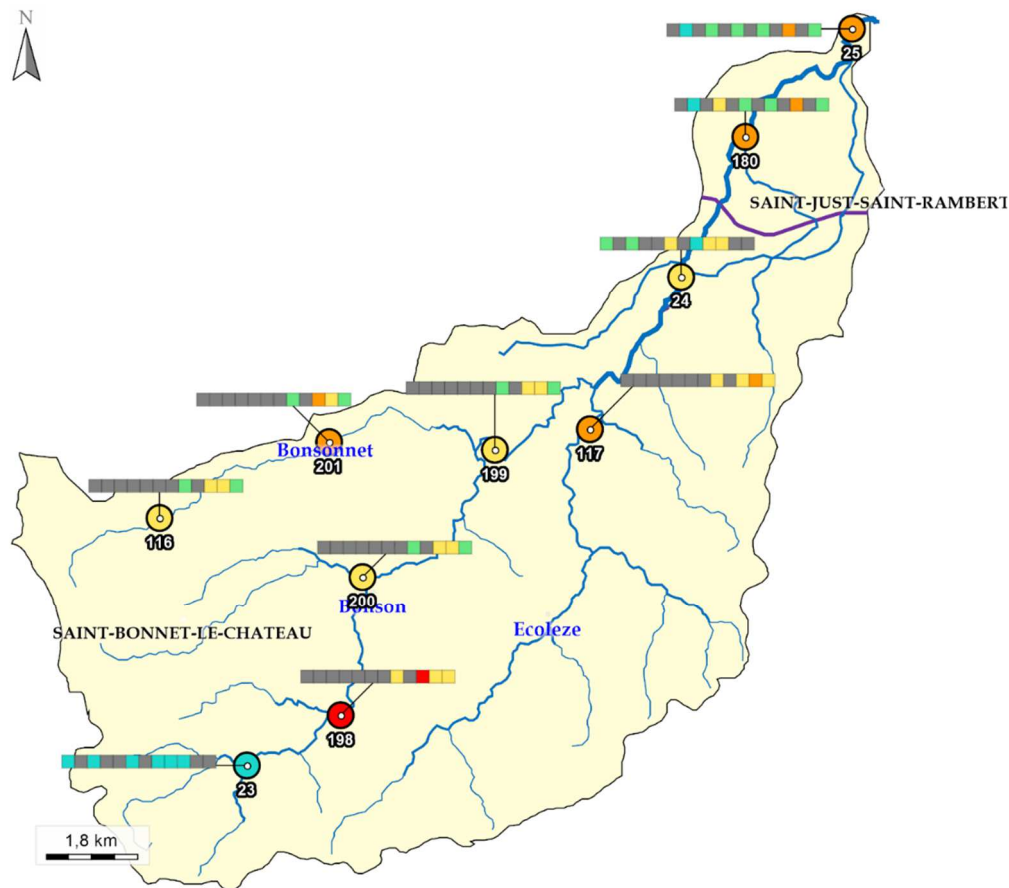 N
25
180
SAINT-JUST-SAINT-RAMBERT
24
117
199
Bonsonnet
201
116
200
Bonson
Ecoleze
SAINT-BONNET-LE-CHATEAU
198
23
1,8 km